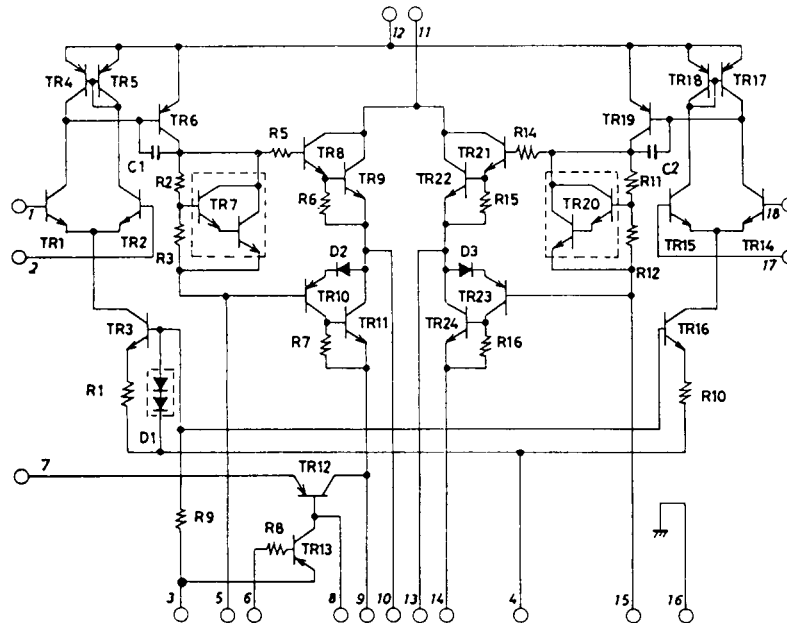 12 11
TR4 TR5 TR18 TR17
TR6 TR19
C1 R5 TR8 TR21 R14 C2
R2 TR7 R6 TR9 TR22 R15 TR20 R11
1 18
TR1 TR2 TR15 TR14
2 R3 D2 D3 R12 17
TR10 TR23
TR3 TR11 TR24 TR16
R7 R16
R1 R10
D1
7 TR12
R9 R8 TR13
3 5 6 8 9 10 13 14 4 15 16